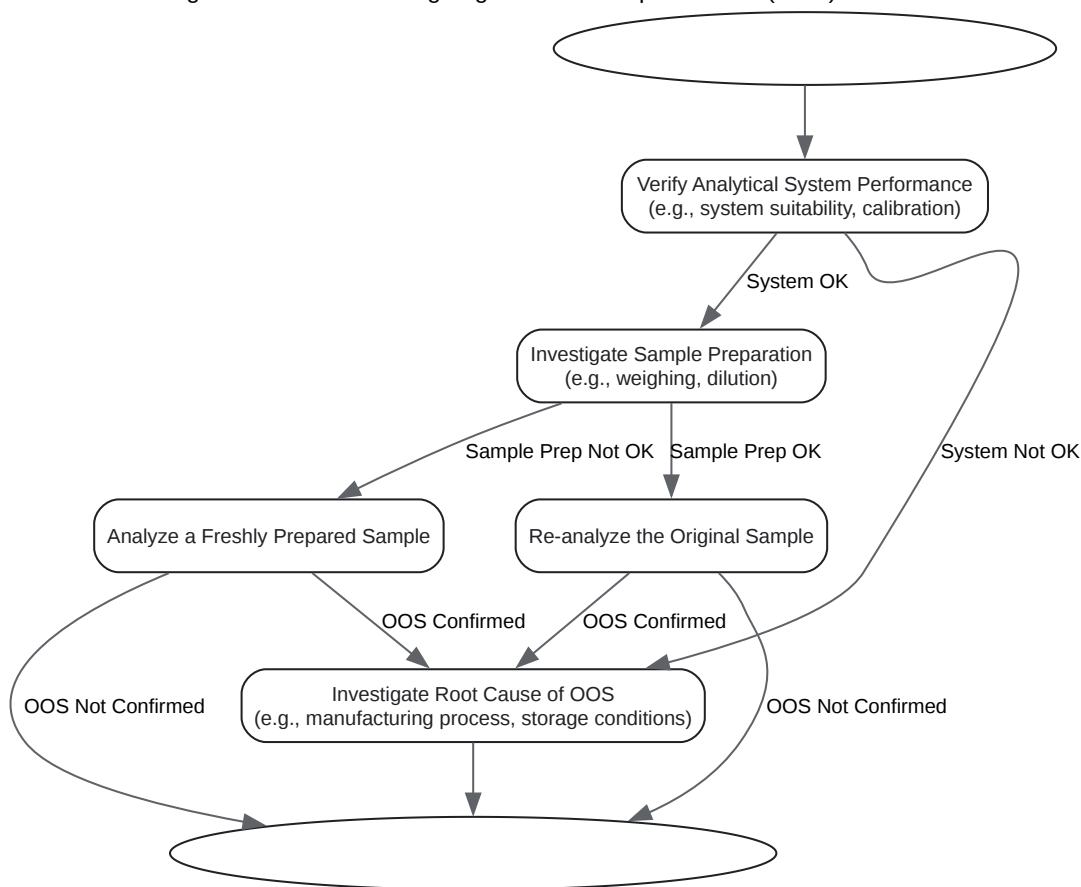 Verify Analytical System Performance
(e.g., system suitability, calibration)
System OK
Investigate Sample Preparation
(e.g., weighing, dilution)
Sample Prep Not OK
Sample Prep OK
System Not OK
Analyze a Freshly Prepared Sample
Re-analyze the Original Sample
OOS Confirmed
OOS Confirmed
Investigate Root Cause of OOS
(e.g., manufacturing process, storage conditions)
OOS Not Confirmed
OOS Not Confirmed